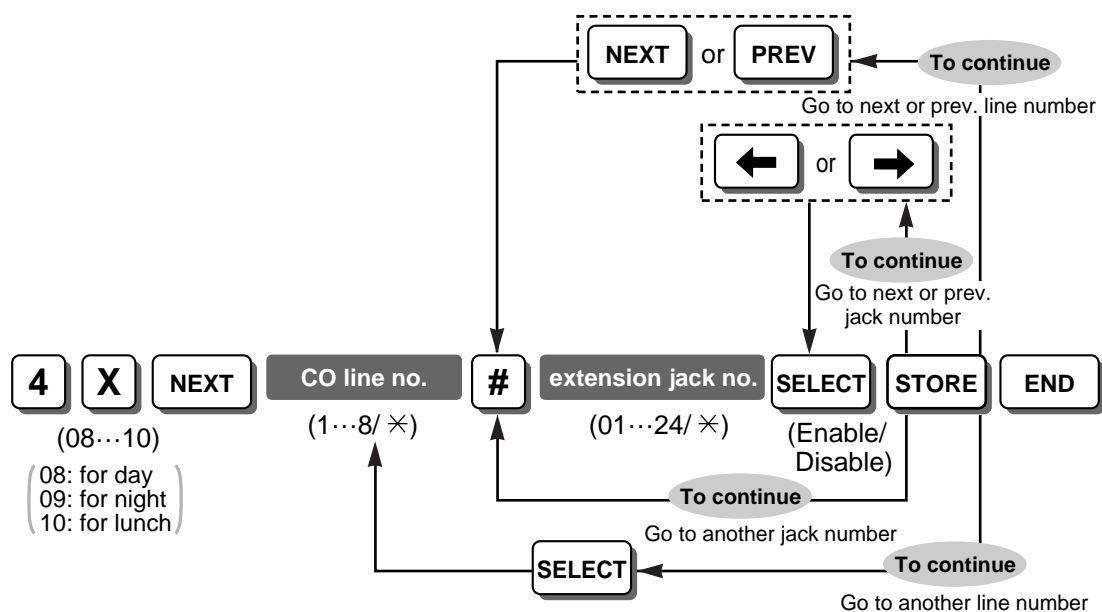 NEXT or PREV
To continue
Go to next or prev. line number
or
To continue
Go to next or prev.
jack number
4 X NEXT CO line no. # extension jack no. SELECT STORE END
(08···10)
(1···8/ ✳)
(01···24/ ✳)
(Enable/
Disable)
08: for day
09: for night
10: for lunch
To continue
Go to another jack number
SELECT
To continue
Go to another line number